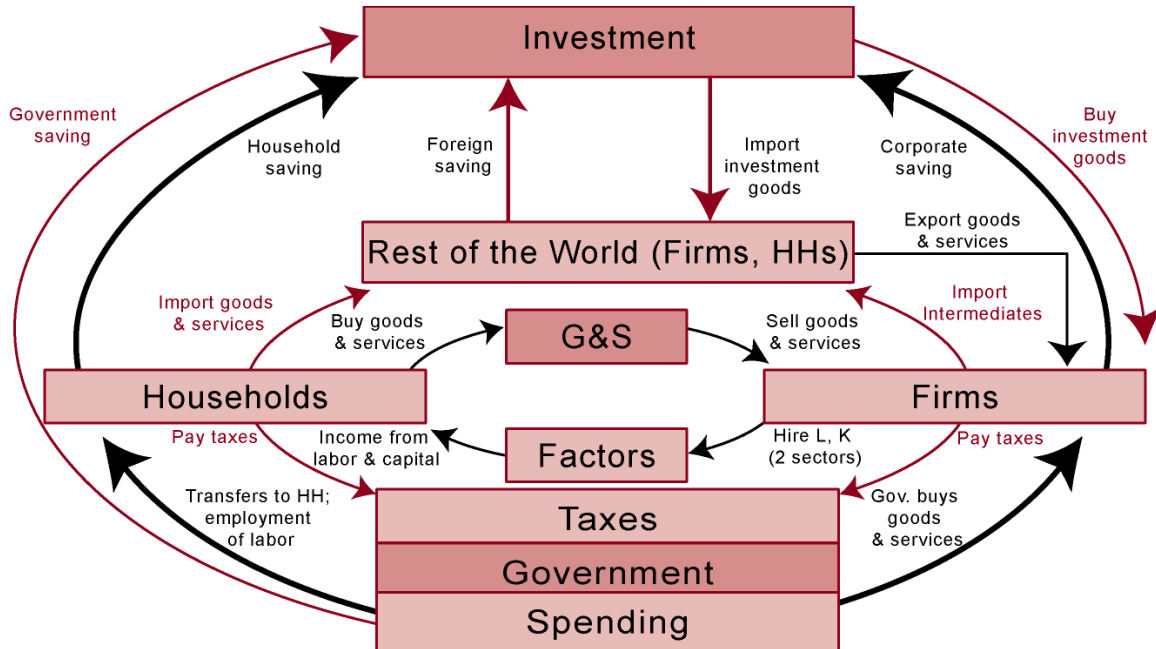 Investment
Government
saving
Household
saving
Foreign
saving
Import
investment
goods
Corporate
saving
Buy
investment
goods
Rest of the World (Firms, HHs)
Export goods
& services
Import goods
& services
Buy goods
& services
G&S
Sell goods
& services
Import
Intermediates
Households
Firms
Pay taxes
Income from
labor & capital
Factors
Hire L, K
(2 sectors)
Pay taxes
Transfers to HH;
employment
of labor
Taxes
Gov. buys
goods
& services
Government
Spending